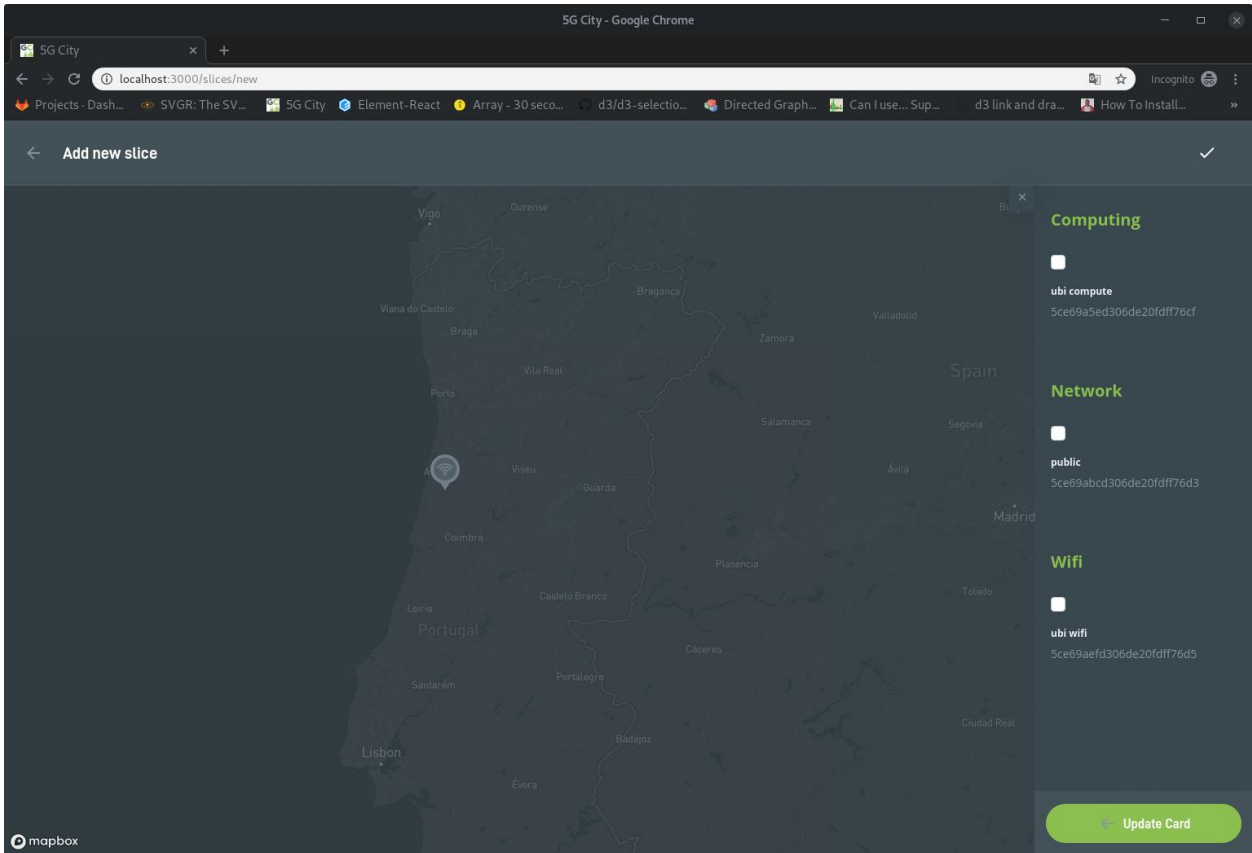 5G City - Google Chrome
5G City
localhost:3000/slices/new
Incognito
Projects · Dash...
SVGR: The SV...
5G City
Element-React
Array - 30 seco...
d3/d3-selectio...
Directed Graph...
Can I use... Sup...
d3 link and dra...
How To Install...
Add new slice
Vigo
Ourense
Viana do Castelo
Bragança
Braga
Valladolid
Zamora
Vila Real
Spain
Porto
Salamanca
Segovia
Viseu
Ávila
Guarda
Madrid
Coimbra
Plasencia
Castelo Branco
Toledo
Leiria
Portugal
Cáceres
Santarém
Portalegre
Ciudad Real
Badajoz
Lisbon
Évora
mapbox
Computing
ubi compute
5ce69a5ed306de20fdff76cf
Network
public
5ce69abcd306de20fdff76d3
Wifi
ubi wifi
5ce69aefd306de20fdff76d5
Update Card